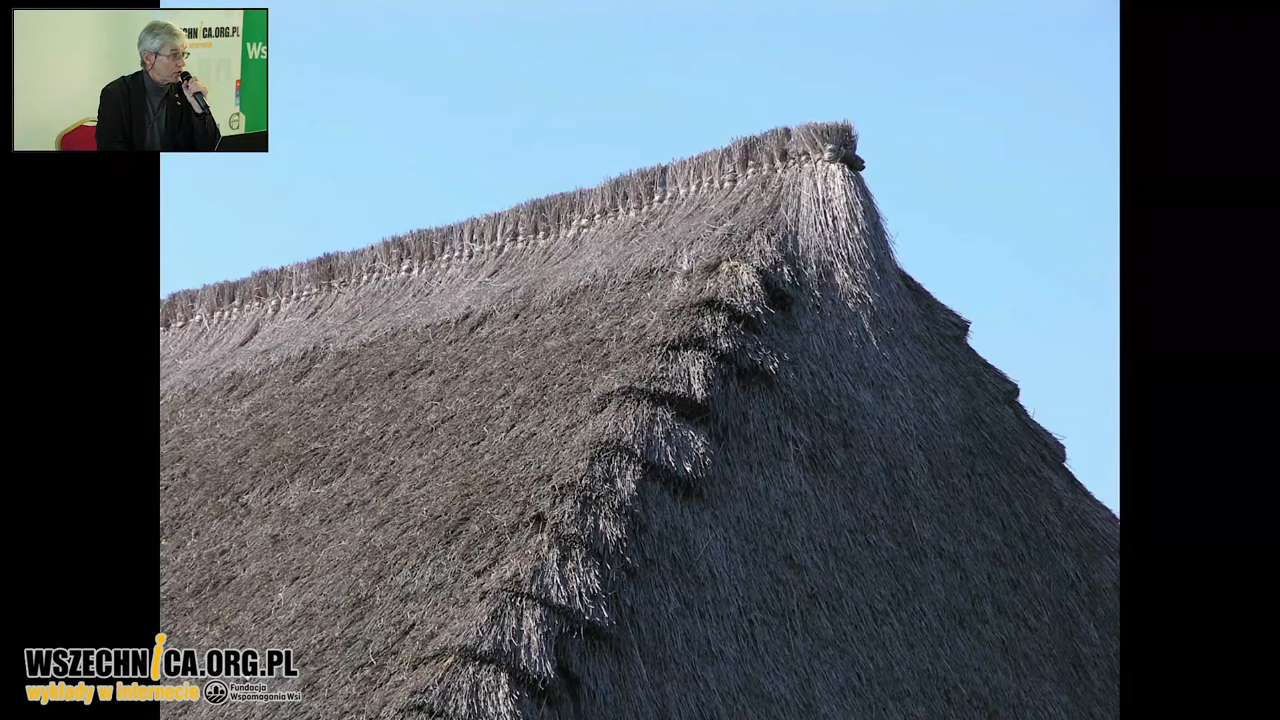 CHNiCA.ORG.PL
Ws
WSZECHNiCA.ORG.PL
wykłady w internecie
Fundacja
Wspomagania Wsi